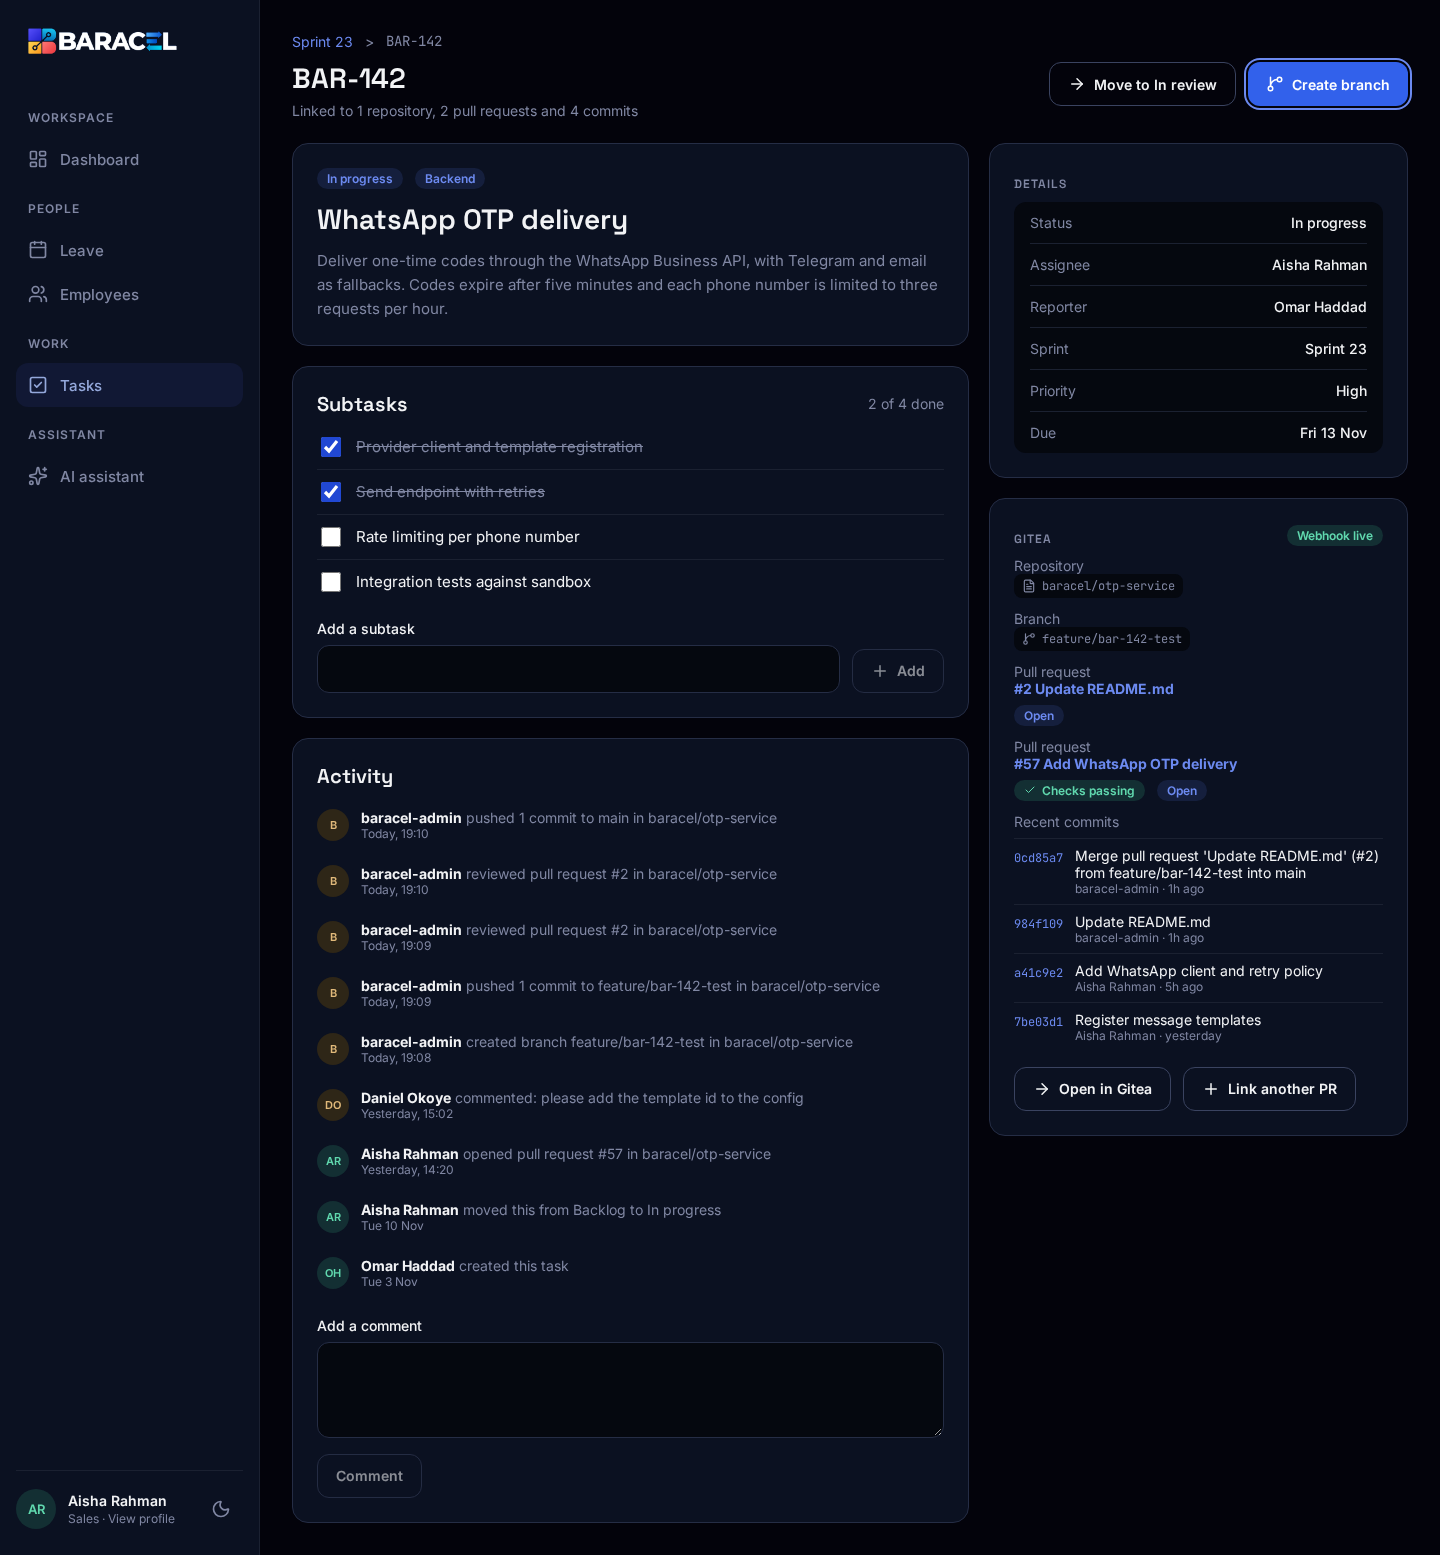 BARACEL
WORKSPACE
Dashboard
PEOPLE
Leave
Employees
WORK
Tasks
ASSISTANT
AI assistant
AR
Aisha Rahman
Sales · View profile
Sprint 23 > BAR-142
BAR-142
Linked to 1 repository, 2 pull requests and 4 commits
Move to In review
Create branch
In progress
Backend
WhatsApp OTP delivery
Deliver one-time codes through the WhatsApp Business API, with Telegram and email
as fallbacks. Codes expire after five minutes and each phone number is limited to three
requests per hour.
Subtasks
2 of 4 done
Provider client and template registration
Send endpoint with retries
Rate limiting per phone number
Integration tests against sandbox
Add a subtask
Add
Activity
B
baracel-admin pushed 1 commit to main in baracel/otp-service
Today, 19:10
B
baracel-admin reviewed pull request #2 in baracel/otp-service
Today, 19:10
B
baracel-admin reviewed pull request #2 in baracel/otp-service
Today, 19:09
B
baracel-admin pushed 1 commit to feature/bar-142-test in baracel/otp-service
Today, 19:09
B
baracel-admin created branch feature/bar-142-test in baracel/otp-service
Today, 19:08
DO
Daniel Okoye commented: please add the template id to the config
Yesterday, 15:02
AR
Aisha Rahman opened pull request #57 in baracel/otp-service
Yesterday, 14:20
AR
Aisha Rahman moved this from Backlog to In progress
Tue 10 Nov
OH
Omar Haddad created this task
Tue 3 Nov
Add a comment
Comment
DETAILS
Status In progress
Assignee Aisha Rahman
Reporter Omar Haddad
Sprint Sprint 23
Priority High
Due Fri 13 Nov
GITEA
Webhook live
Repository
baracel/otp-service
Branch
feature/bar-142-test
Pull request
#2 Update README.md
Open
Pull request
#57 Add WhatsApp OTP delivery
Checks passing
Open
Recent commits
0cd85a7 Merge pull request 'Update README.md' (#2)
from feature/bar-142-test into main
baracel-admin · 1h ago
984f109 Update README.md
baracel-admin · 1h ago
a41c9e2 Add WhatsApp client and retry policy
Aisha Rahman · 5h ago
7be03d1 Register message templates
Aisha Rahman · yesterday
Open in Gitea
Link another PR